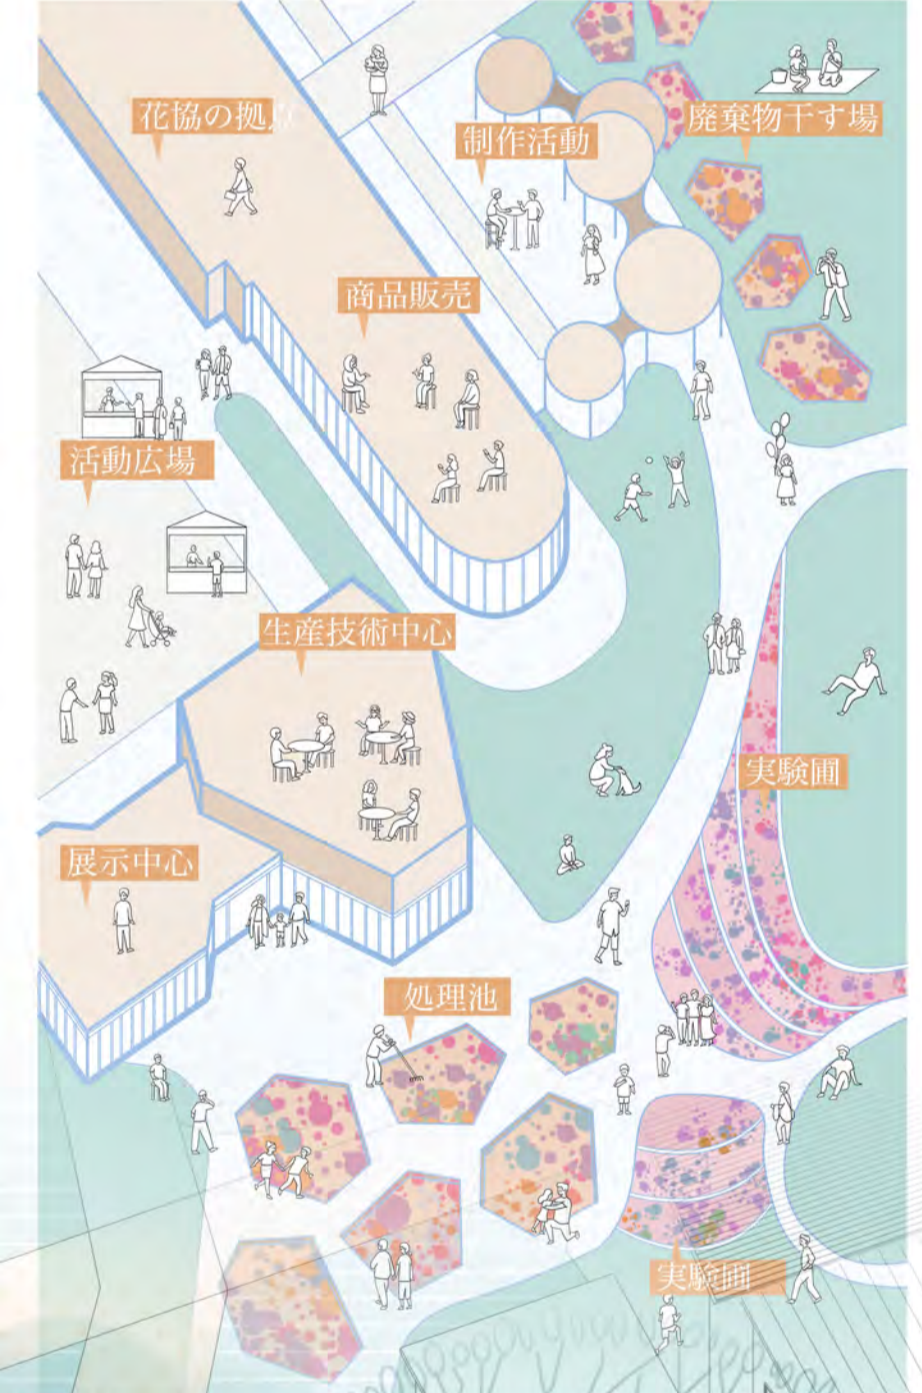 花協の拠点
制作活動
廃棄物干す場
商品販売
活動広場
生産技術中心
実験圃
展示中心
処理池
実験圃